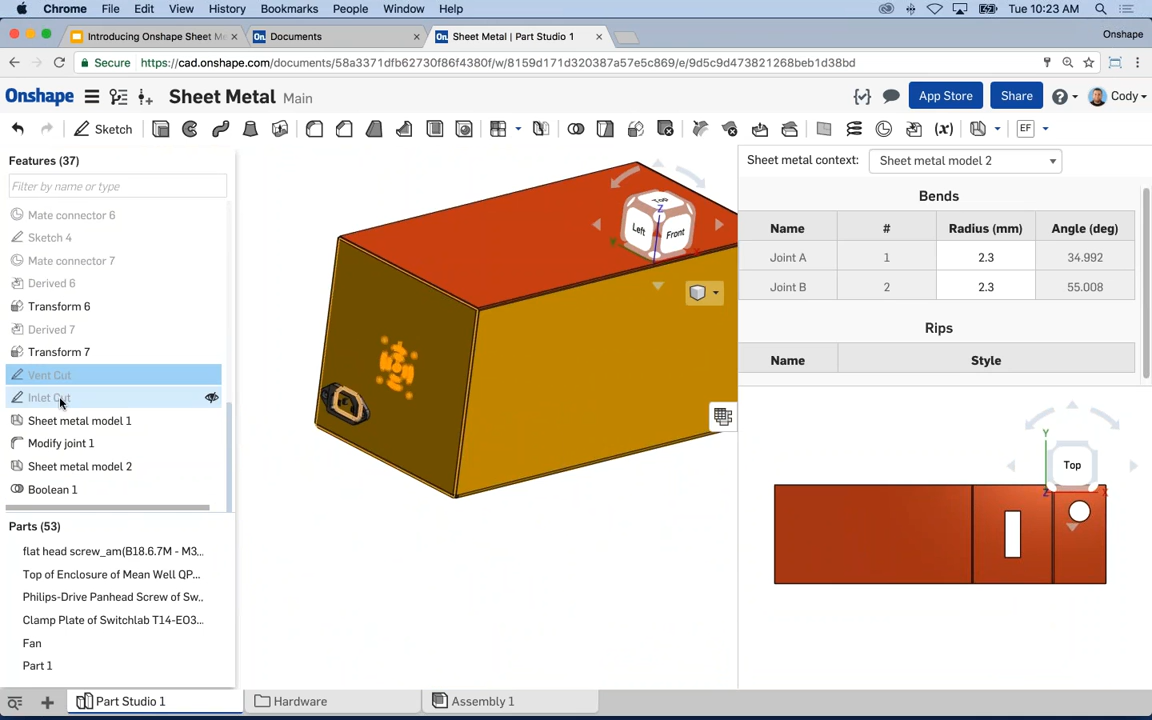 Chrome File Edit View History Bookmarks People Window Help Tue 10:23 AM
Introducing Onshape Sheet Me Documents Sheet Metal | Part Studio 1 Onshape
Secure https://cad.onshape.com/documents/58a3371dfb62730f86f4380f/w/8159d171d320387a57e5c869/e/9d5c9d473821268beb1d38bd
Onshape Sheet Metal Main App Store Share Cody
Sketch (x) EF
Features (37)
Filter by name or type
Mate connector 6
Sketch 4
Mate connector 7
Derived 6
Transform 6
Derived 7
Transform 7
Vent Cut
Inlet Cut
Sheet metal model 1
Modify joint 1
Sheet metal model 2
Boolean 1
Parts (53)
flat head screw_am(B18.6.7M - M3...
Top of Enclosure of Mean Well QP...
Philips-Drive Panhead Screw of Sw..
Clamp Plate of Switchlab T14-EO3...
Fan
Part 1
Top
Z
Left
Front
Sheet metal context: Sheet metal model 2
Bends
Name # Radius (mm) Angle (deg)
Joint A 1 2.3 34.992
Joint B 2 2.3 55.008
Rips
Name Style
Y
Top
Z X
Part Studio 1 Hardware Assembly 1